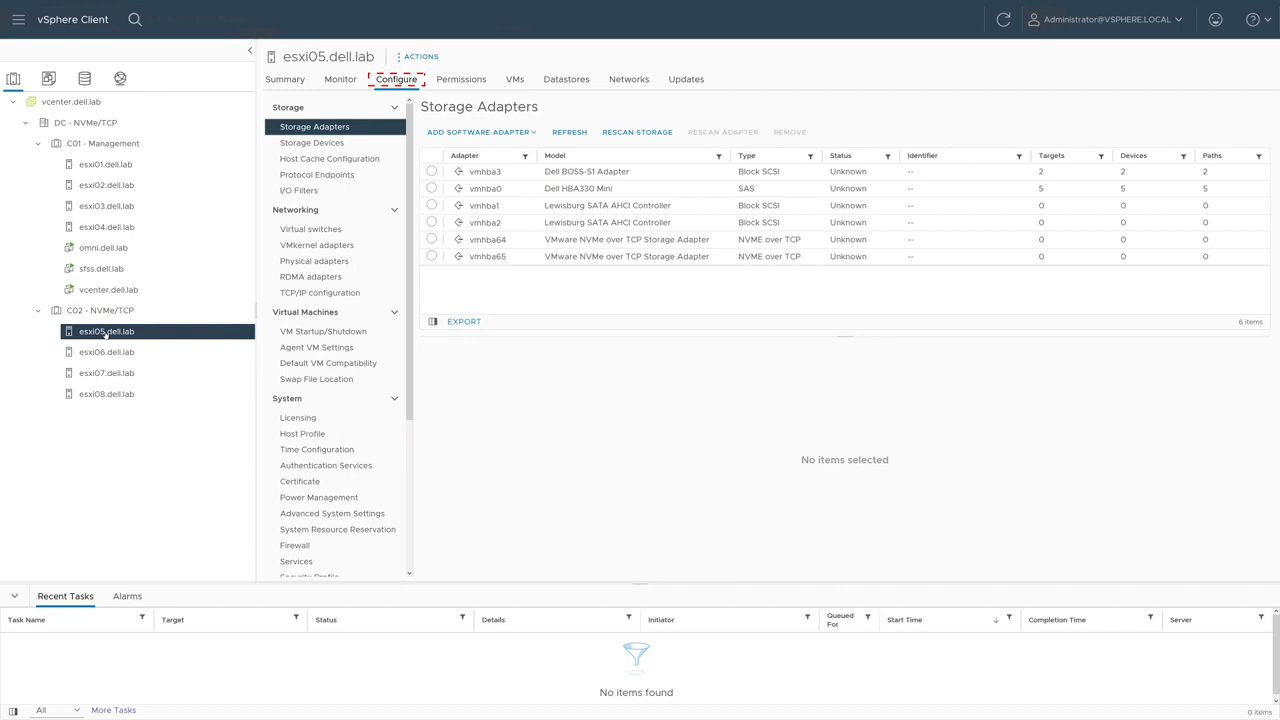 vSphere Client
Administrator@VSPHERE.LOCAL
esxi05.dell.lab
ACTIONS
Summary Monitor Configure Permissions VMs Datastores Networks Updates
vcenter.dell.lab
DC - NVMe/TCP
C01 - Management
esxi01.dell.lab
esxi02.dell.lab
esxi03.dell.lab
esxi04.dell.lab
omni.dell.lab
sfss.dell.lab
vcenter.dell.lab
C02 - NVMe/TCP
esxi05.dell.lab
esxi06.dell.lab
esxi07.dell.lab
esxi08.dell.lab
Storage
Storage Adapters
Storage Devices
Host Cache Configuration
Protocol Endpoints
I/O Filters
Networking
Virtual switches
VMkernel adapters
Physical adapters
RDMA adapters
TCP/IP configuration
Virtual Machines
VM Startup/Shutdown
Agent VM Settings
Default VM Compatibility
Swap File Location
System
Licensing
Host Profile
Time Configuration
Authentication Services
Certificate
Power Management
Advanced System Settings
System Resource Reservation
Firewall
Services
Security Profile
Storage Adapters
ADD SOFTWARE ADAPTER REFRESH RESCAN STORAGE RESCAN ADAPTER REMOVE
Adapter Model Type Status Identifier Targets Devices Paths
vmhba3 Dell BOSS-S1 Adapter Block SCSI Unknown -- 2 2 2
vmhba0 Dell HBA330 Mini SAS Unknown -- 5 5 5
vmhba1 Lewisburg SATA AHCI Controller Block SCSI Unknown -- 0 0 0
vmhba2 Lewisburg SATA AHCI Controller Block SCSI Unknown -- 0 0 0
vmhba64 VMware NVMe over TCP Storage Adapter NVME over TCP Unknown -- 0 0 0
vmhba65 VMware NVMe over TCP Storage Adapter NVME over TCP Unknown -- 0 0 0
EXPORT 6 items
No items selected
Recent Tasks Alarms
Task Name Target Status Details Initiator Queued For Start Time Completion Time Server
No items found
All More Tasks 0 items